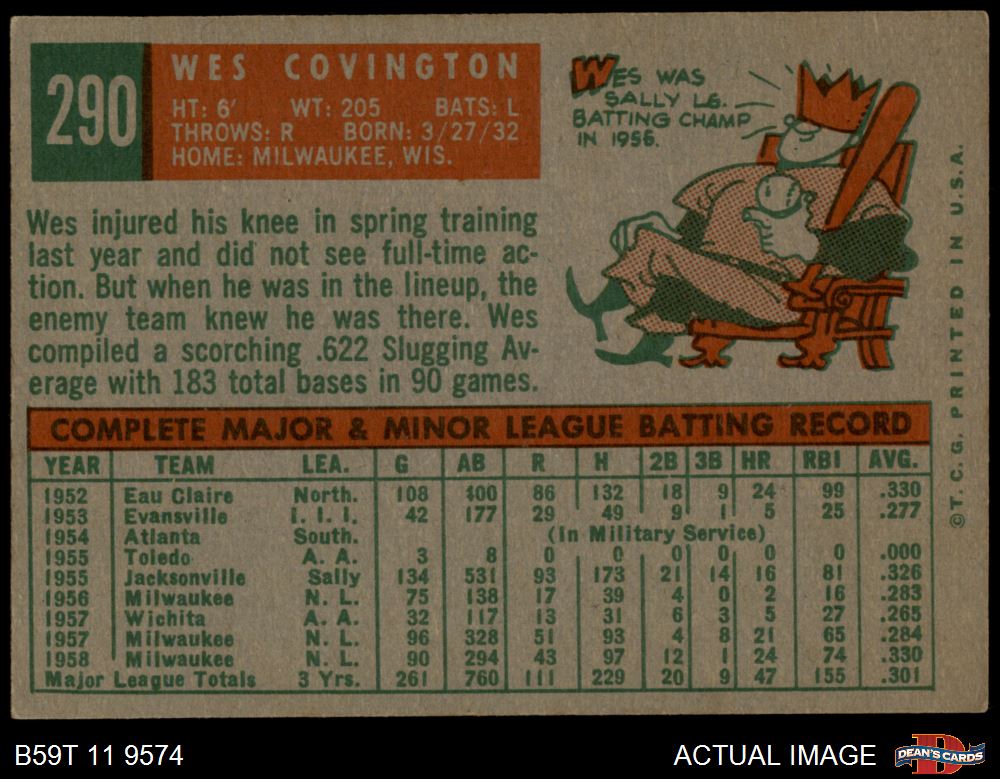 290
WES COVINGTON
HT: 6' WT: 205 BATS: L
THROWS: R BORN: 3/27/32
HOME: MILWAUKEE, WIS.
WES WAS
SALLY LG.
BATTING CHAMP
IN 1955.
Wes injured his knee in spring training
last year and did not see full-time ac-
tion. But when he was in the lineup, the
enemy team knew he was there. Wes
compiled a scorching .622 Slugging Av-
erage with 183 total bases in 90 games.
COMPLETE MAJOR & MINOR LEAGUE BATTING RECORD
YEAR TEAM LEA. G AB R H 2B 3B HR RBI AVG.
1952 Eau Claire North. 108 400 86 132 18 9 24 99 .330
1953 Evansville I. I. I. 42 177 29 49 9 1 5 25 .277
1954 Atlanta South. (In Military Service)
1955 Toledo A. A. 3 8 0 0 0 0 0 0 .000
1955 Jacksonville Sally 134 531 93 173 21 14 16 81 .326
1956 Milwaukee N. L. 75 138 17 39 4 0 2 16 .283
1957 Wichita A. A. 32 117 13 31 6 3 5 27 .265
1957 Milwaukee N. L. 96 328 51 93 4 8 21 65 .284
1958 Milwaukee N. L. 90 294 43 97 12 1 24 74 .330
Major League Totals 3 Yrs. 261 760 111 229 20 9 47 155 .301
© T. C. G. PRINTED IN U.S.A.
B59T 11 9574
ACTUAL IMAGE
DEAN'S CARDS